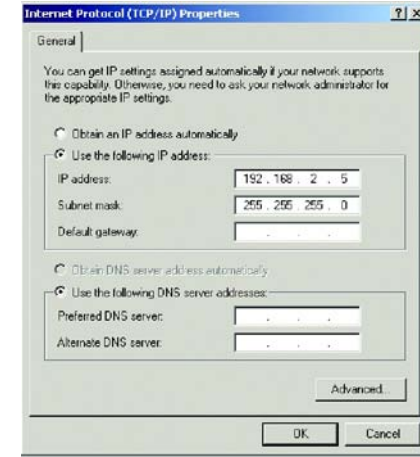 Internet Protocol (TCP/IP) Properties ? X
General
You can get IP settings assigned automatically if your network supports
this capability. Otherwise, you need to ask your network administrator for
the appropriate IP settings.
Obtain an IP address automatically
Use the following IP address:
IP address: 192 . 168 . 2 . 5
Subnet mask: 255 . 255 . 255 . 0
Default gateway: . . .
Obtain DNS server address automatically
Use the following DNS server addresses:
Preferred DNS server: . . .
Alternate DNS server: . . .
Advanced...
OK Cancel